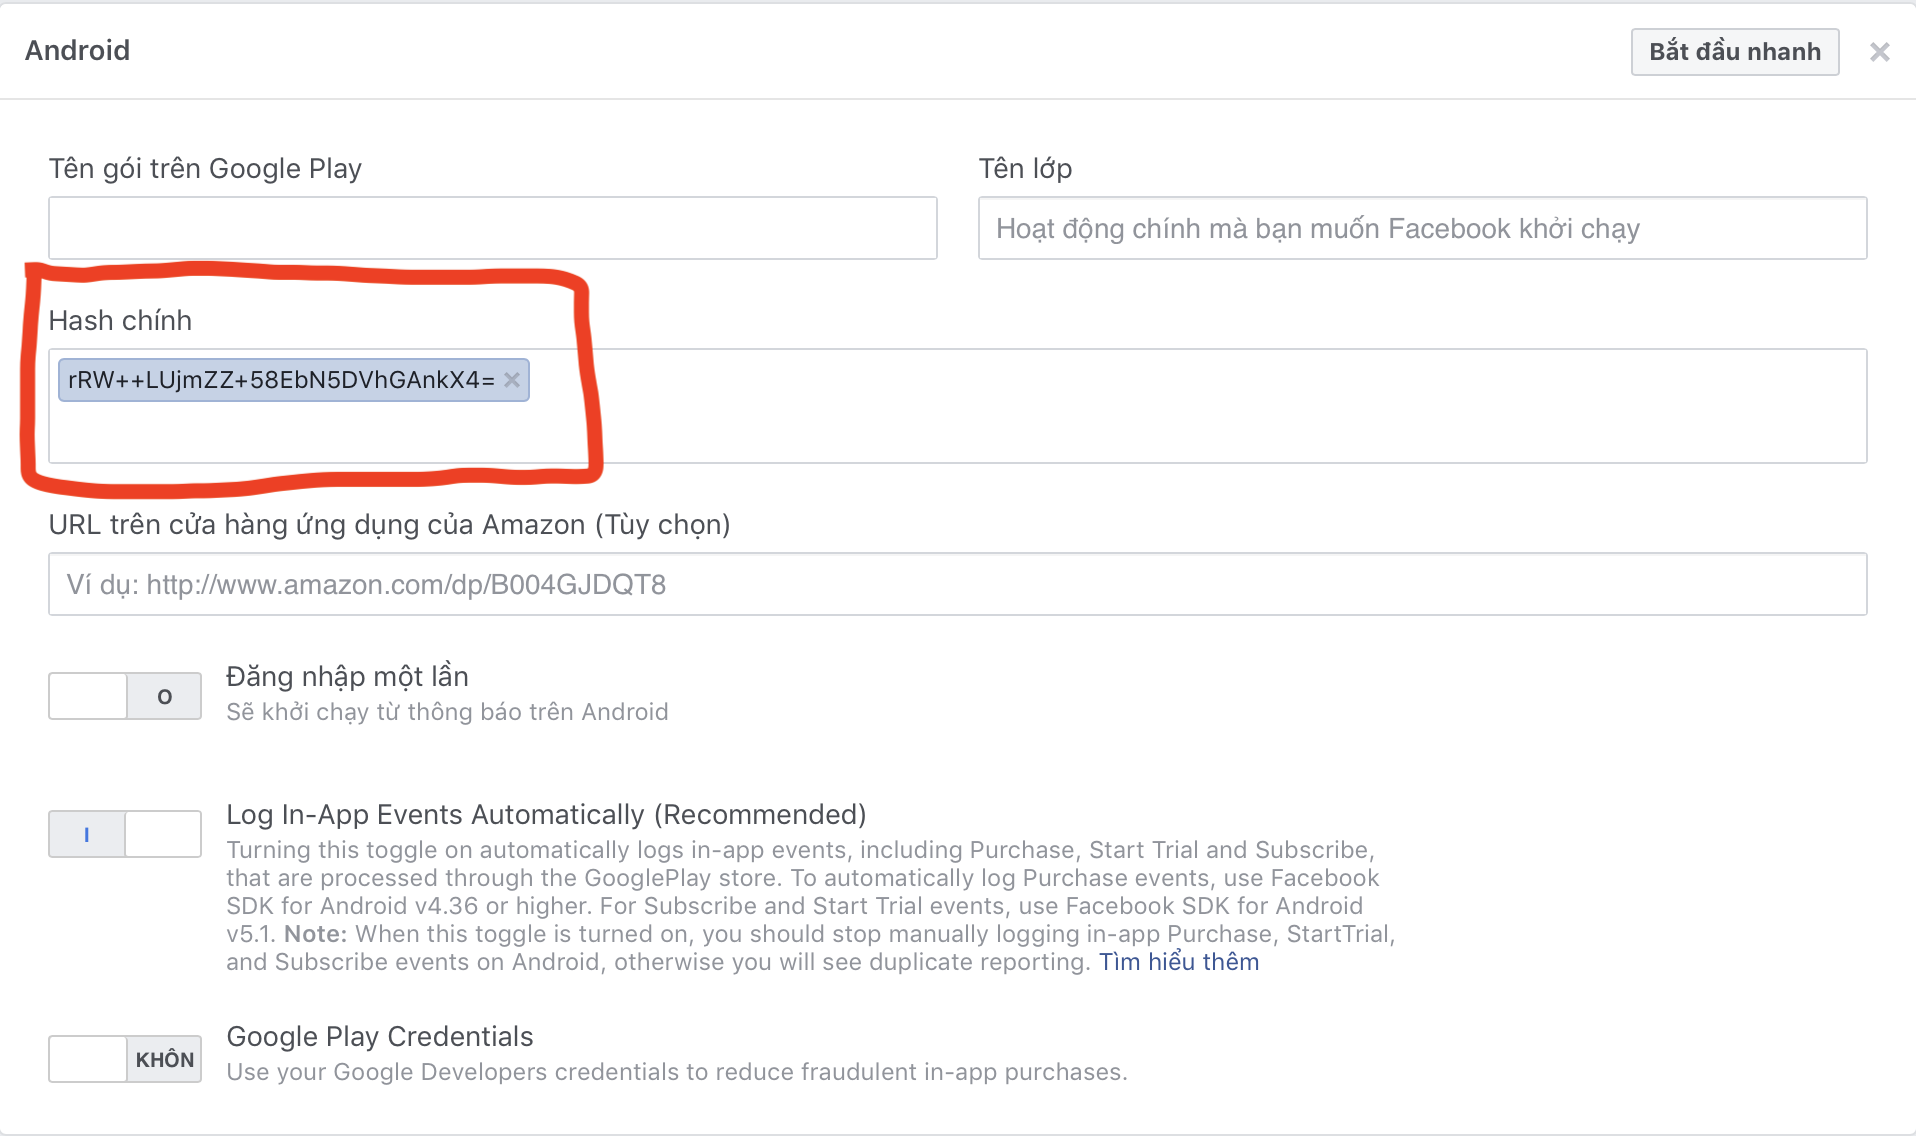 Android
Bắt đầu nhanh
Tên gói trên Google Play
Tên lớp
Hoạt động chính mà bạn muốn Facebook khởi chạy
Hash chính
rRW++LUjmZZ+58EbN5DVhGAnkX4=
URL trên cửa hàng ứng dụng của Amazon (Tùy chọn)
Ví dụ: http://www.amazon.com/dp/B004GJDQT8
O
Đăng nhập một lần
Sẽ khởi chạy từ thông báo trên Android
I
Log In-App Events Automatically (Recommended)
Turning this toggle on automatically logs in-app events, including Purchase, Start Trial and Subscribe,
that are processed through the GooglePlay store. To automatically log Purchase events, use Facebook
SDK for Android v4.36 or higher. For Subscribe and Start Trial events, use Facebook SDK for Android
v5.1. Note: When this toggle is turned on, you should stop manually logging in-app Purchase, StartTrial,
and Subscribe events on Android, otherwise you will see duplicate reporting. Tìm hiểu thêm
KHÔN
Google Play Credentials
Use your Google Developers credentials to reduce fraudulent in-app purchases.